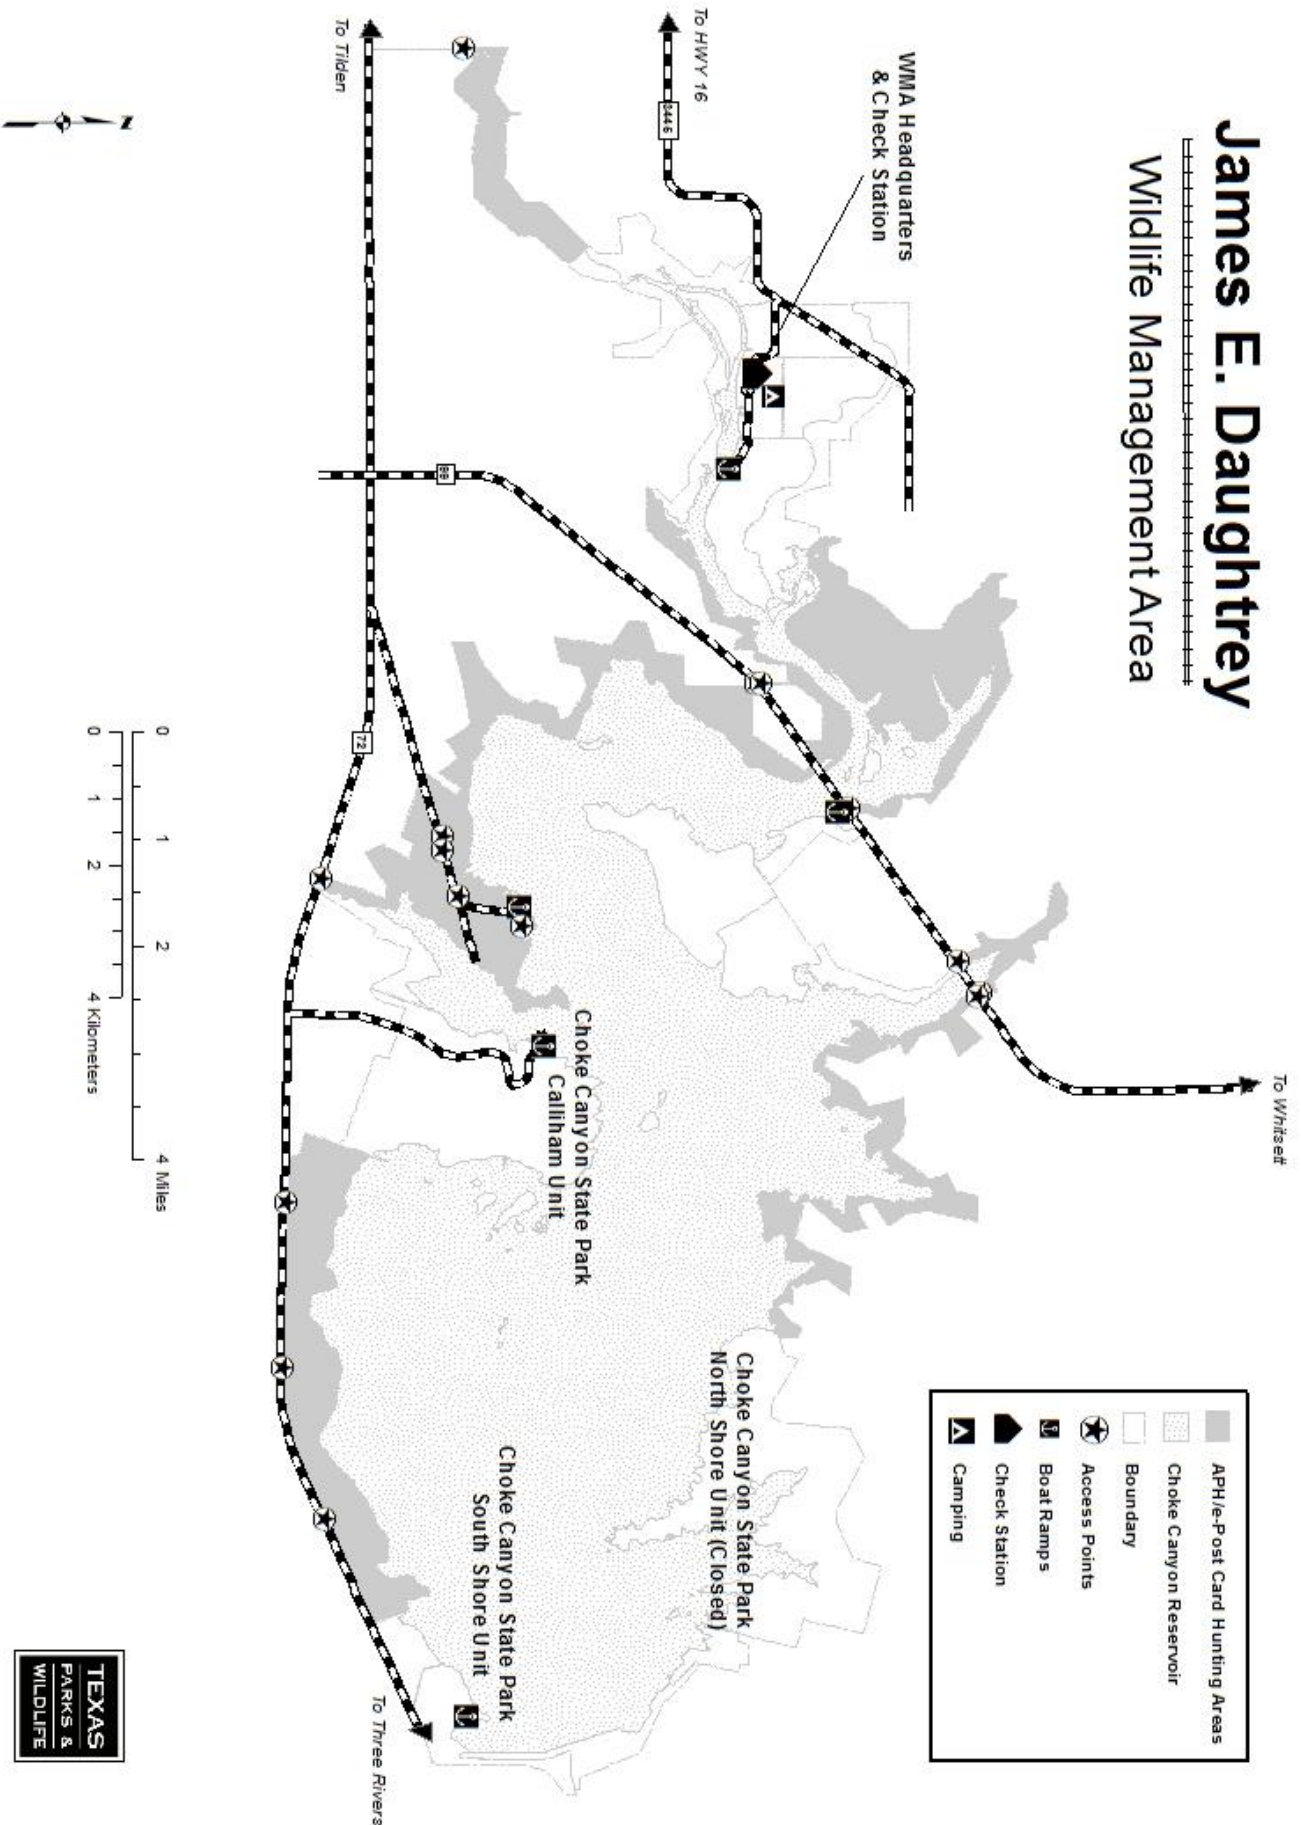 James E. Daughtrey
Wildlife Management Area
To HWY 16
3445
WMA Headquarters
& Check Station
To Tilden
N
99
72
To Whitsett
Choke Canyon State Park
Calliham Unit
Choke Canyon State Park
North Shore Unit (Closed)
Choke Canyon State Park
South Shore Unit
To Three Rivers
APH/e-Post Card Hunting Areas
Choke Canyon Reservoir
Boundary
Access Points
Boat Ramps
Check Station
Camping
0 1 2 4 Miles
0 1 2 4 Kilometers
TEXAS
PARKS &
WILDLIFE